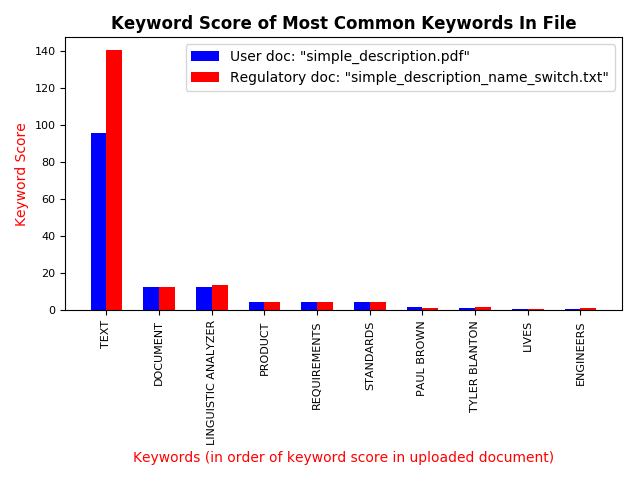 Keyword Score of Most Common Keywords In File
User doc: "simple_description.pdf"
Regulatory doc: "simple_description_name_switch.txt"
Keyword Score
140
120
100
80
60
40
20
0
TEXT
DOCUMENT
LINGUISTIC ANALYZER
PRODUCT
REQUIREMENTS
STANDARDS
PAUL BROWN
TYLER BLANTON
LIVES
ENGINEERS
Keywords (in order of keyword score in uploaded document)